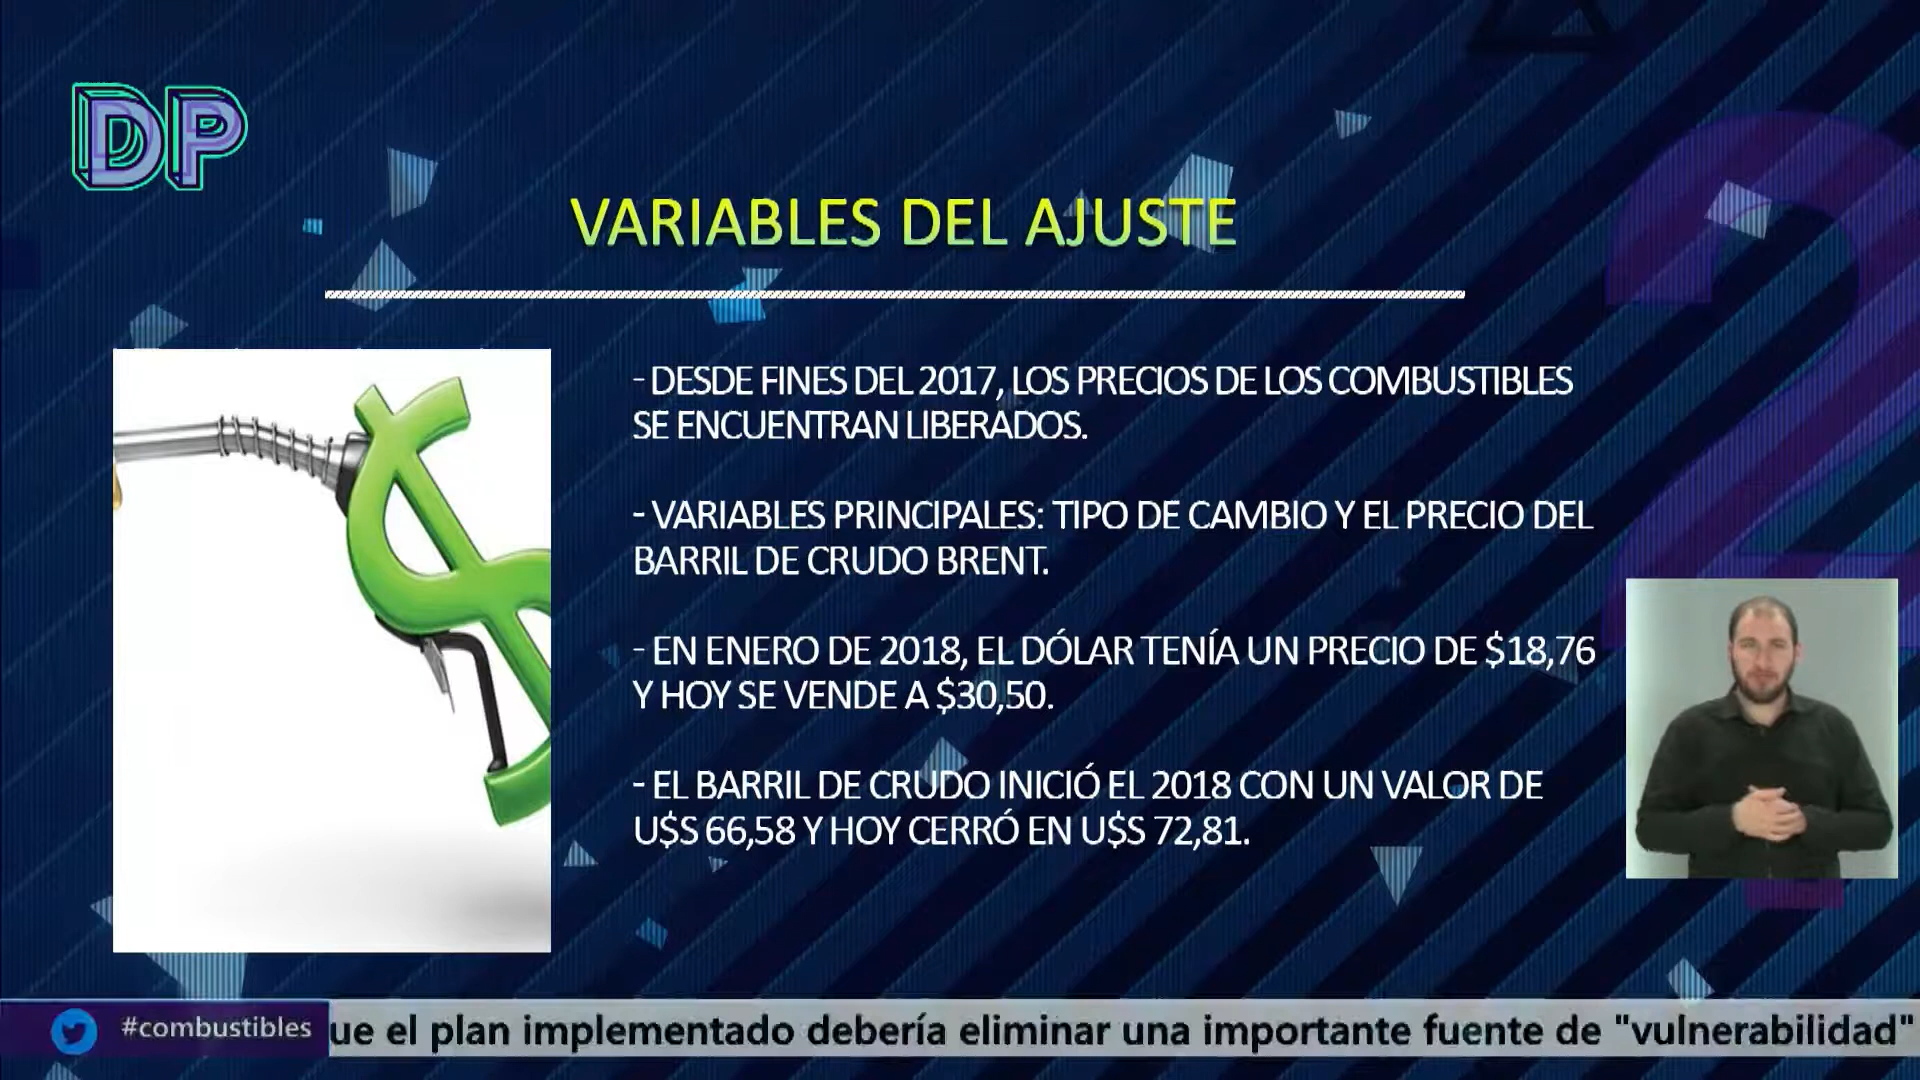 DP
VARIABLES DEL AJUSTE
- DESDE FINES DEL 2017, LOS PRECIOS DE LOS COMBUSTIBLES
SE ENCUENTRAN LIBERADOS.
- VARIABLES PRINCIPALES: TIPO DE CAMBIO Y EL PRECIO DEL
BARRIL DE CRUDO BRENT.
- EN ENERO DE 2018, EL DÓLAR TENÍA UN PRECIO DE $18,76
Y HOY SE VENDE A $30,50.
- EL BARRIL DE CRUDO INICIÓ EL 2018 CON UN VALOR DE
U$S 66,58 Y HOY CERRÓ EN U$S 72,81.
#combustibles ue el plan implementado debería eliminar una importante fuente de "vulnerabilidad"